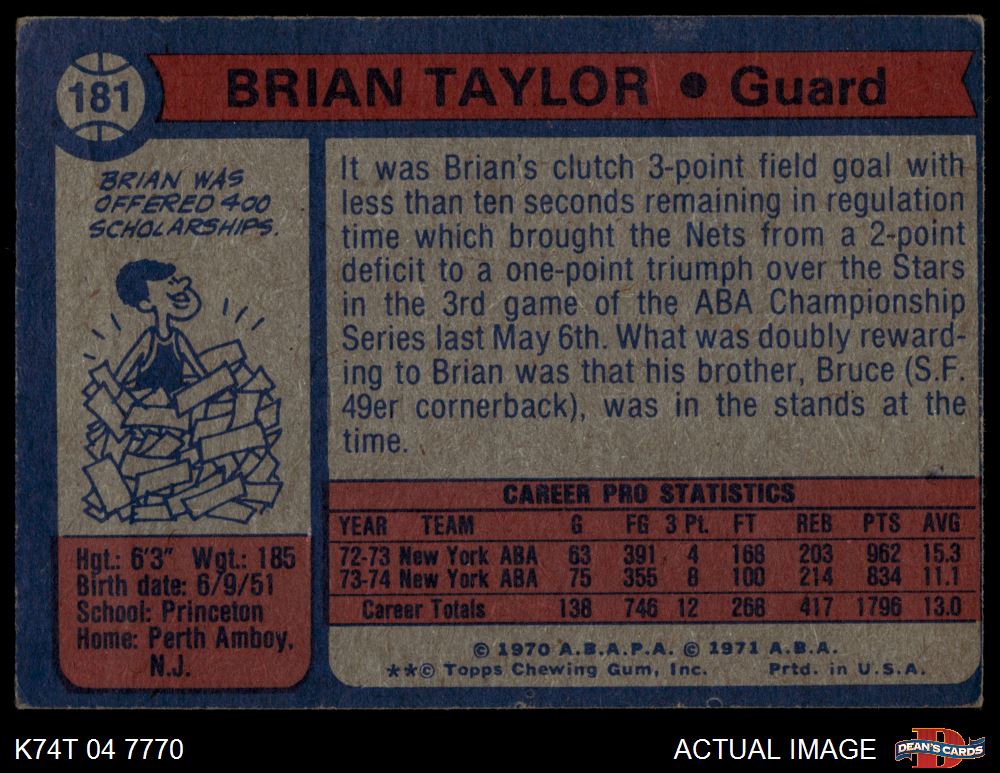 181
BRIAN TAYLOR • Guard
BRIAN WAS
OFFERED 400
SCHOLARSHIPS.
It was Brian's clutch 3-point field goal with
less than ten seconds remaining in regulation
time which brought the Nets from a 2-point
deficit to a one-point triumph over the Stars
in the 3rd game of the ABA Championship
Series last May 6th. What was doubly reward-
ing to Brian was that his brother, Bruce (S.F.
49er cornerback), was in the stands at the
time.
Hgt.: 6'3" Wgt.: 185
Birth date: 6/9/51
School: Princeton
Home: Perth Amboy,
N.J.
CAREER PRO STATISTICS
YEAR TEAM G FG 3 Pt. FT REB PTS AVG
72-73 New York ABA 63 391 4 168 203 962 15.3
73-74 New York ABA 75 355 8 100 214 834 11.1
Career Totals 138 746 12 268 417 1796 13.0
© 1970 A.B.A.P.A. © 1971 A.B.A.
**© Topps Chewing Gum, Inc. Prtd. in U.S.A.
K74T 04 7770
ACTUAL IMAGE
DEAN'S CARDS